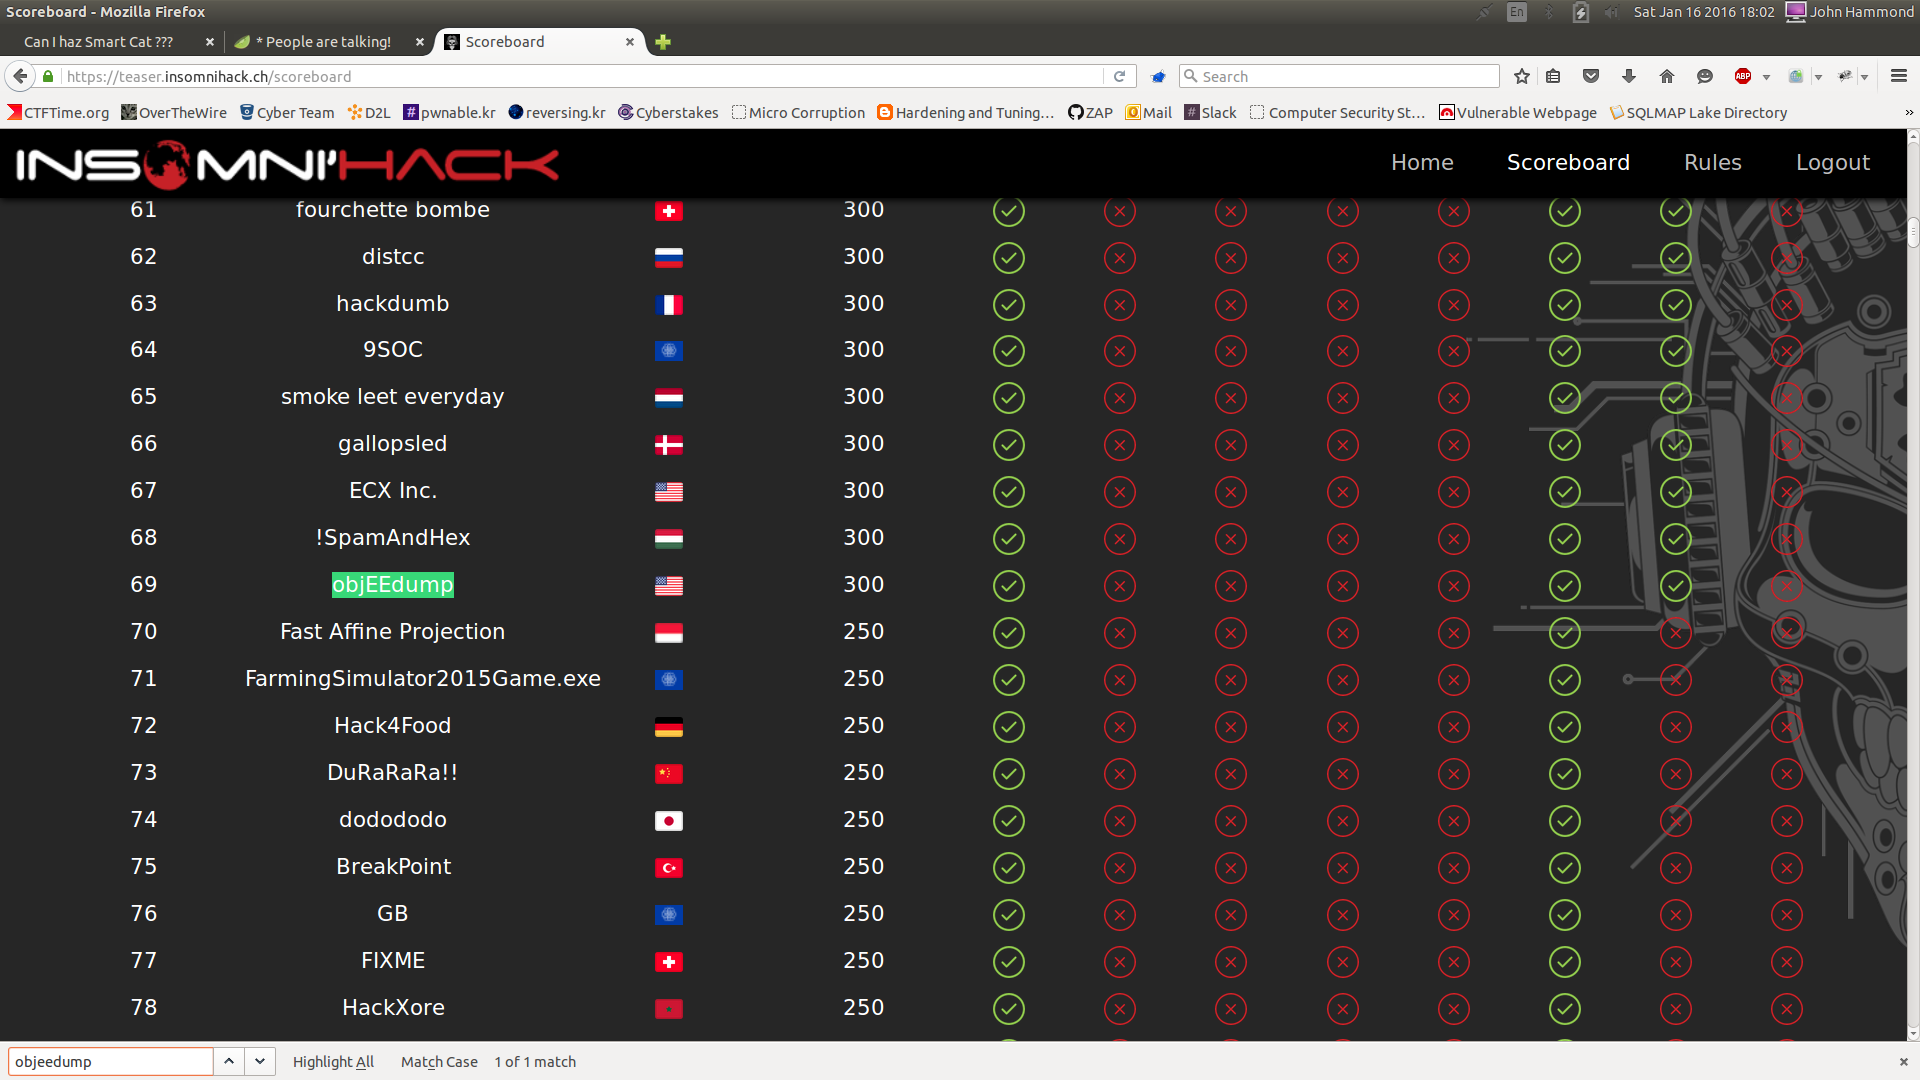 Scoreboard - Mozilla Firefox
En
Sat Jan 16 2016 18:02
John Hammond
Can I haz Smart Cat ???
* People are talking!
Scoreboard
https://teaser.insomnihack.ch/scoreboard
Search
ABP
CTFTime.org
OverTheWire
Cyber Team
D2L
pwnable.kr
reversing.kr
Cyberstakes
Micro Corruption
Hardening and Tuning...
ZAP
Mail
Slack
Computer Security St...
Vulnerable Webpage
SQLMAP Lake Directory
»
INSOMNI'HACK
Home
Scoreboard
Rules
Logout
61 fourchette bombe 300
62 distcc 300
63 hackdumb 300
64 9SOC 300
65 smoke leet everyday 300
66 gallopsled 300
67 ECX Inc. 300
68 !SpamAndHex 300
69 objEEdump 300
70 Fast Affine Projection 250
71 FarmingSimulator2015Game.exe 250
72 Hack4Food 250
73 DuRaRaRa!! 250
74 dodododo 250
75 BreakPoint 250
76 GB 250
77 FIXME 250
78 HackXore 250
objeedump
Highlight All
Match Case
1 of 1 match